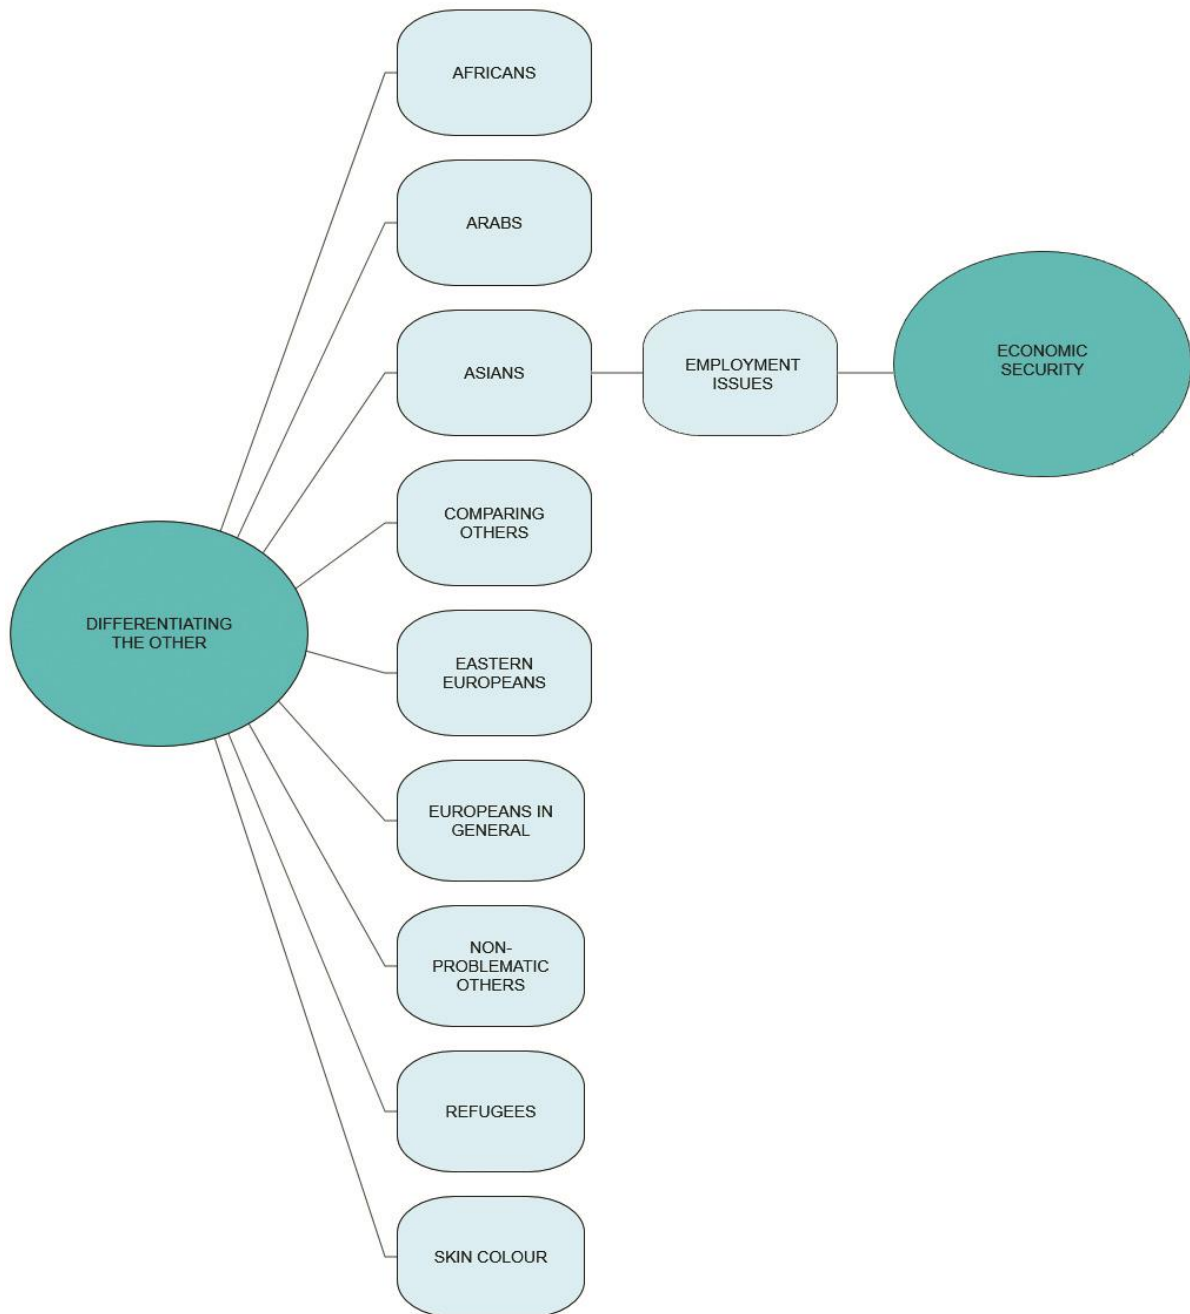 AFRICANS
ARABS
ASIANS
EMPLOYMENT
ISSUES
ECONOMIC
SECURITY
COMPARING
OTHERS
DIFFERENTIATING
THE OTHER
EASTERN
EUROPEANS
EUROPEANS IN
GENERAL
NON-
PROBLEMATIC
OTHERS
REFUGEES
SKIN COLOUR